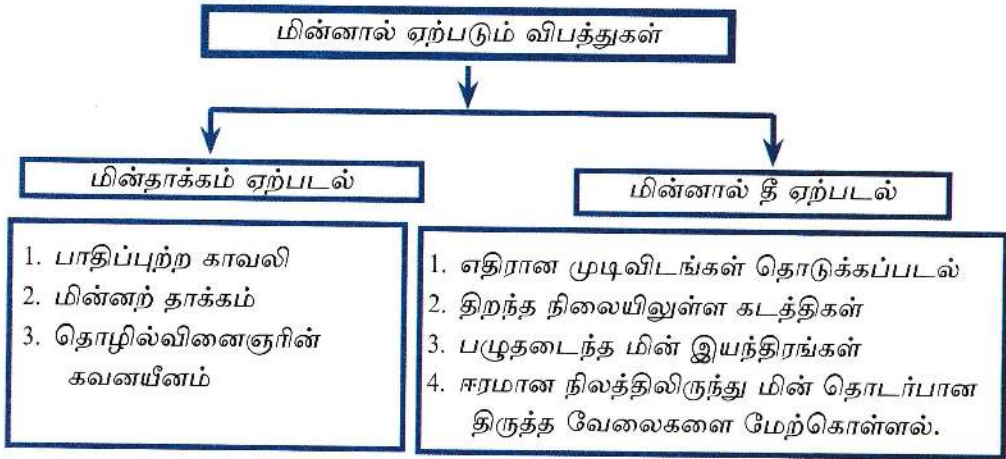 மின்னால் ஏற்படும் விபத்துகள்
மின்தாக்கம் ஏற்படல்
மின்னால் தீ ஏற்படல்
1. பாதிப்புற்ற காவலி
2. மின்னற் தாக்கம்
3. தொழில்வினைஞரின்
கவனயீனம்
1. எதிரான முடிவிடங்கள் தொடுக்கப்படல்
2. திறந்த நிலையிலுள்ள கடத்திகள்
3. பழுதடைந்த மின் இயந்திரங்கள்
4. ஈரமான நிலத்திலிருந்து மின் தொடர்பான
திருத்த வேலைகளை மேற்கொள்ளல்.